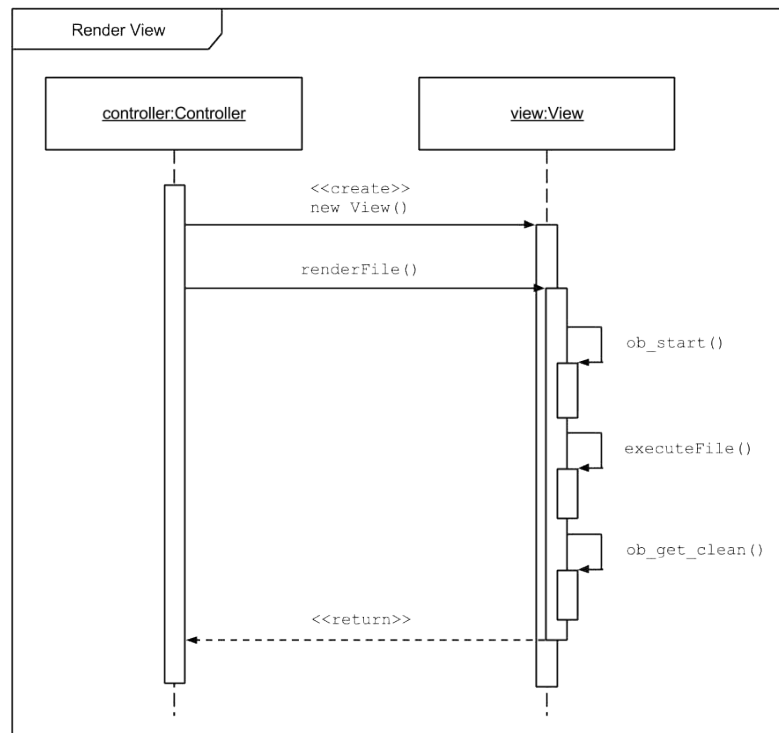 Render View
controller:Controller
view:View
<<create>>
new View()
renderFile()
ob_start()
executeFile()
ob_get_clean()
<<return>>